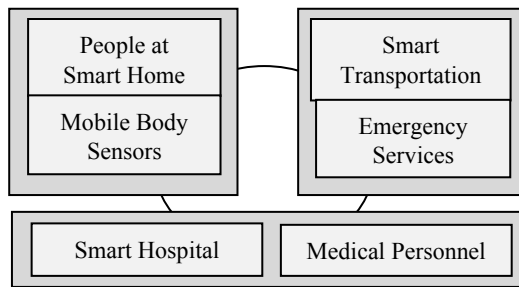 People at
Smart Home
Mobile Body
Sensors
Smart
Transportation
Emergency
Services
Smart Hospital
Medical Personnel